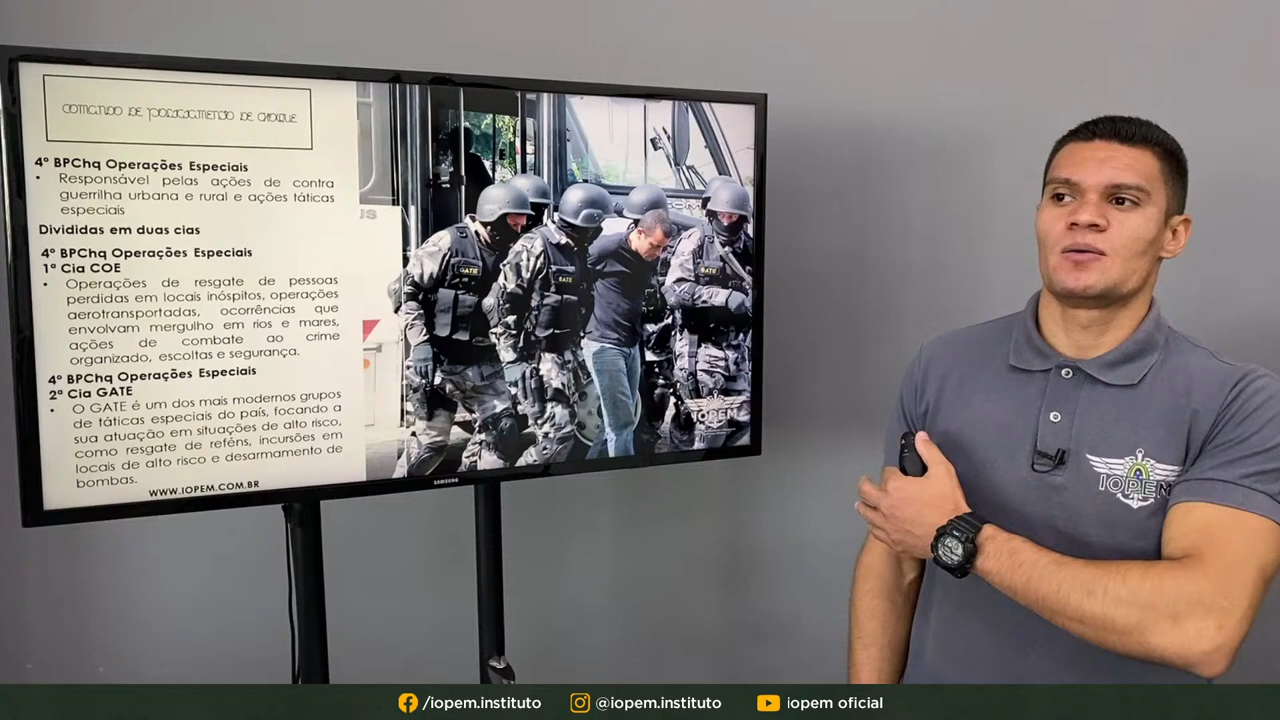 COMANDO DE POLICIAMENTO DE CHOQUE
4º BPChq Operações Especiais
• Responsável pelas ações de contra
guerrilha urbana e rural e ações táticas
especiais
Divididas em duas cias
4º BPChq Operações Especiais
1ª Cia COE
• Operações de resgate de pessoas
perdidas em locais inóspitos, operações
aerotransportadas, ocorrências que
envolvam mergulho em rios e mares,
ações de combate ao crime
organizado, escoltas e segurança.
4º BPChq Operações Especiais
2ª Cia GATE
• O GATE é um dos mais modernos grupos
de táticas especiais do país, focando a
sua atuação em situações de alto risco,
como resgate de reféns, incursões em
locais de alto risco e desarmamento de
bombas.
WWW.IOPEM.COM.BR
GATE
GATE
GATE
IOPEM
SAMSUNG
IOPEM
/iopem.instituto
@iopem.instituto
iopem oficial